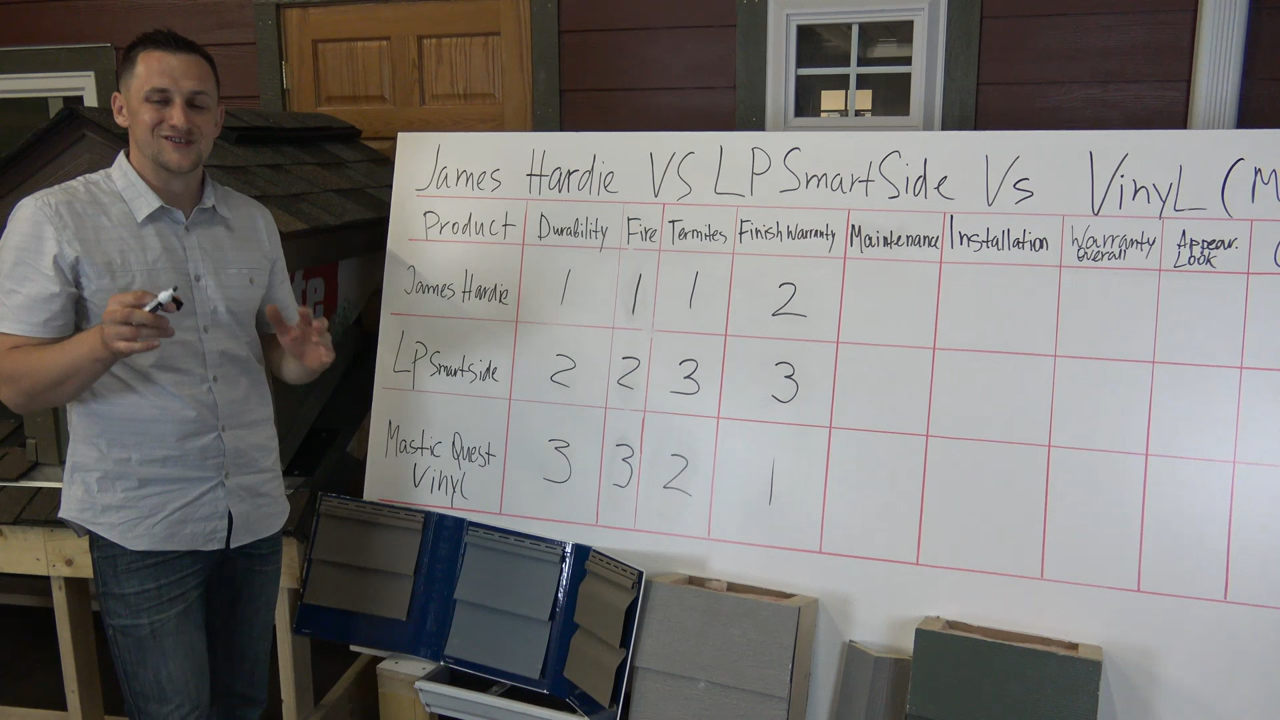 James Hardie VS LP SmartSide Vs VinyL (M
Product Durability Fire Termites Finish Warranty Maintenance Installation Warranty Overall Appear. Look (
James Hardie 1 1 1 2
LP Smartside 2 2 3 3
Mastic Quest Vinyl 3 3 2 1
te